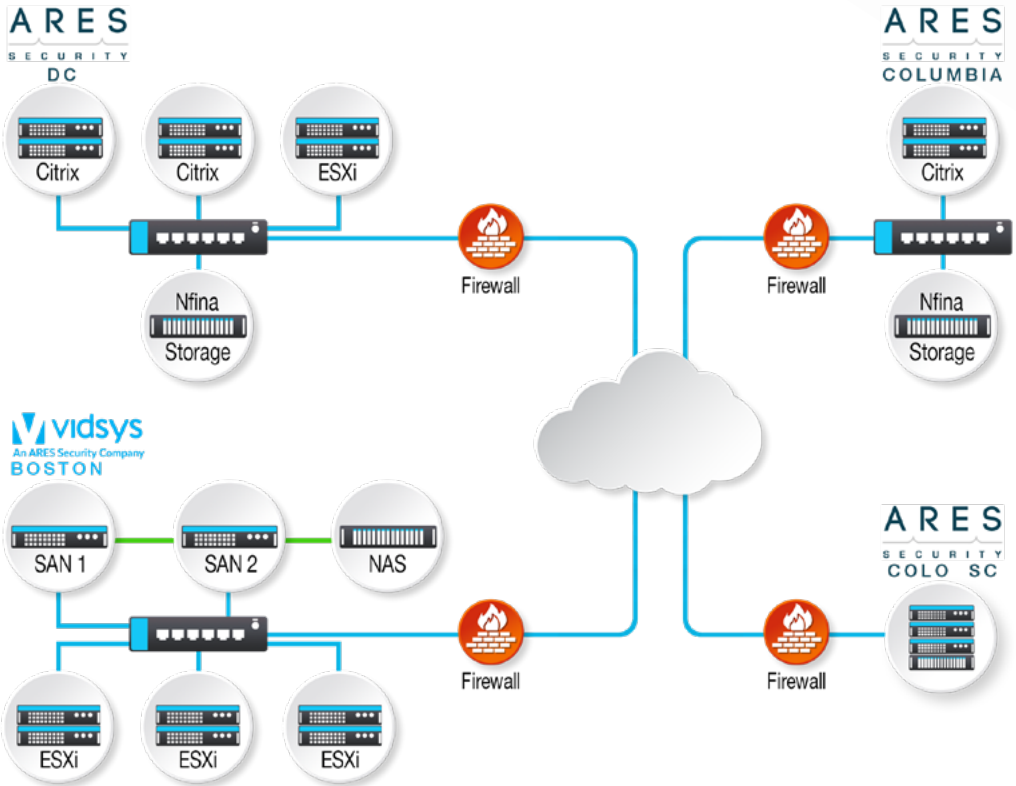 ARES
SECURITY
DC
Citrix
Citrix
ESXi
Firewall
Nfina
Storage
ARES
SECURITY
COLUMBIA
Citrix
Firewall
Nfina
Storage
vidsys
An ARES Security Company
BOSTON
SAN 1
SAN 2
NAS
Firewall
ESXi
ESXi
ESXi
ARES
SECURITY
COLO SC
Firewall